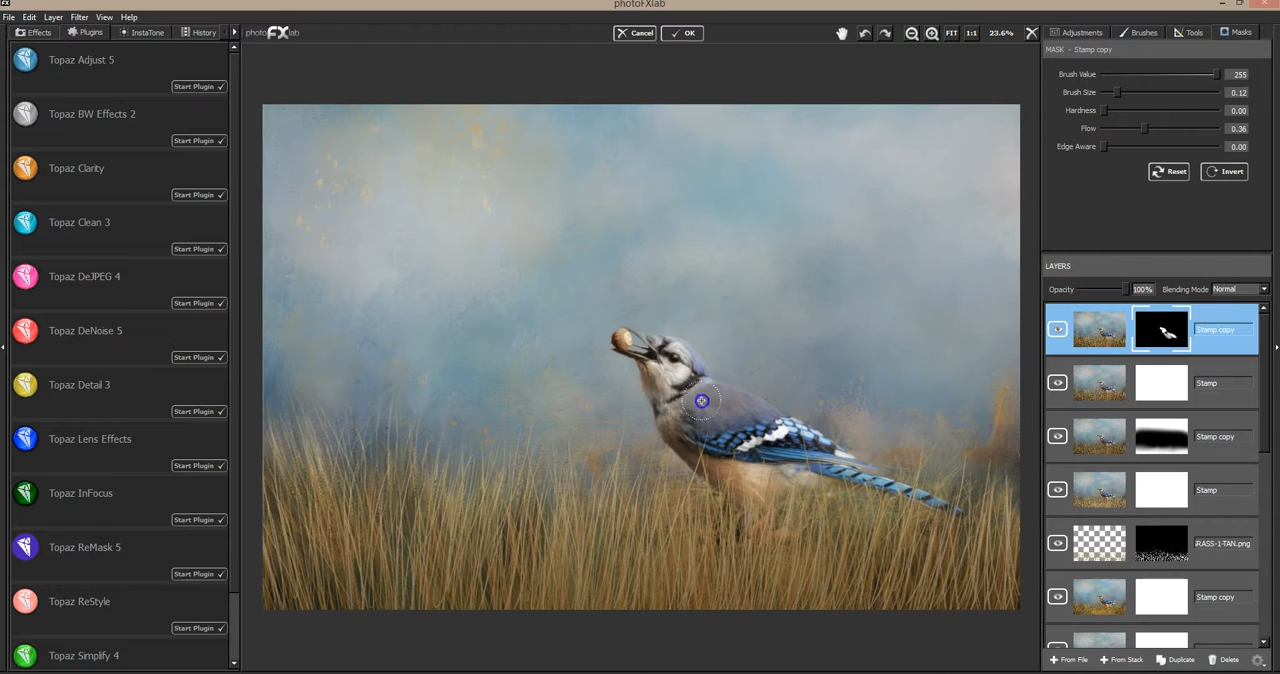 photoFXlab
File Edit Layer Filter View Help
Effects Plugins InstaTone History
photoFXlab
Cancel OK
FIT 1:1 23.6%
Adjustments Brushes Tools Masks
Topaz Adjust 5
Start Plugin
Topaz BW Effects 2
Start Plugin
Topaz Clarity
Start Plugin
Topaz Clean 3
Start Plugin
Topaz DeJPEG 4
Start Plugin
Topaz DeNoise 5
Start Plugin
Topaz Detail 3
Start Plugin
Topaz Lens Effects
Start Plugin
Topaz InFocus
Start Plugin
Topaz ReMask 5
Start Plugin
Topaz ReStyle
Start Plugin
Topaz Simplify 4
MASK - Stamp copy
Brush Value 255
Brush Size 0.12
Hardness 0.00
Flow 0.36
Edge Aware 0.00
Reset Invert
LAYERS
Opacity 100% Blending Mode Normal
Stamp copy
Stamp
Stamp copy
Stamp
RASS-1-TAN.png
Stamp copy
From File From Stack Duplicate Delete